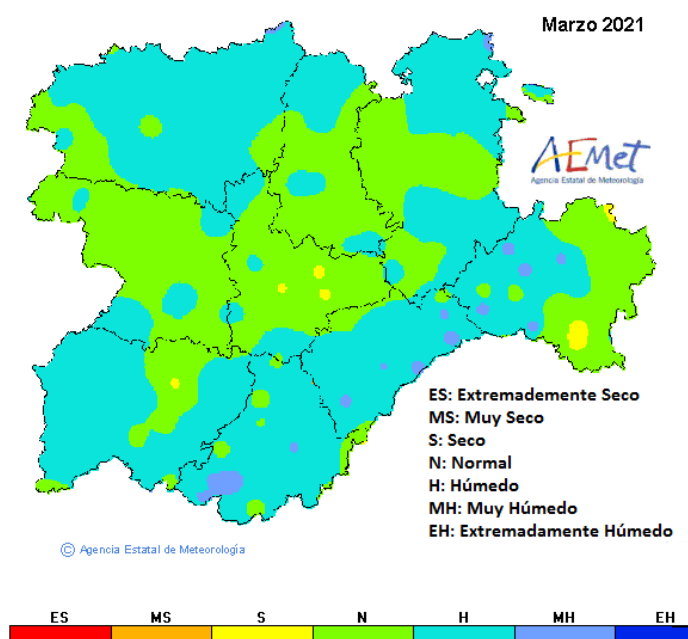 Marzo 2021
AEMet
Agencia Estatal de Meteorología
ES: Extremademente Seco
MS: Muy Seco
S: Seco
N: Normal
H: Húmedo
MH: Muy Húmedo
EH: Extremadamente Húmedo
© Agencia Estatal de Meteorología
ES MS S N H MH EH